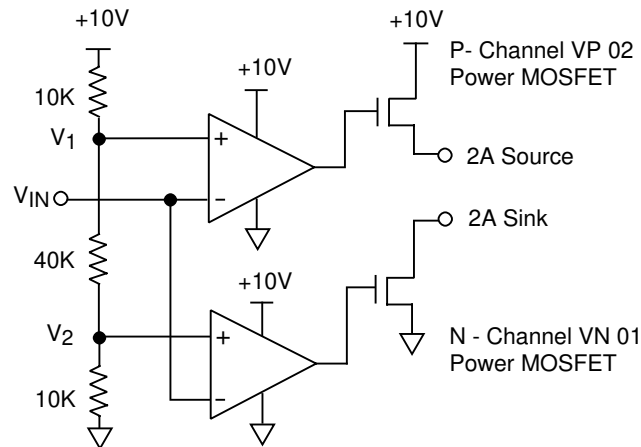 +10V
+10V
P- Channel VP 02
Power MOSFET
+10V
10K
V1
+
2A Source
VIN
-
2A Sink
40K
+10V
V2
+
N - Channel VN 01
Power MOSFET
10K
-